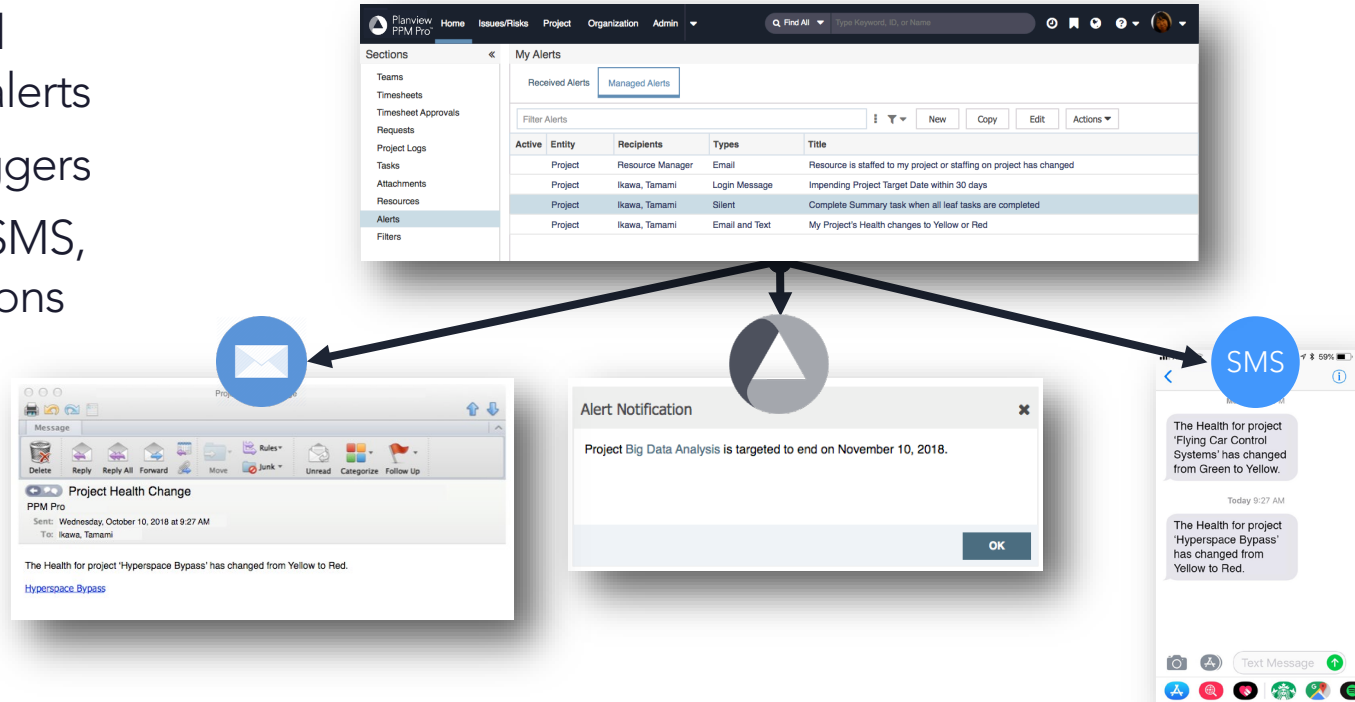 alerts
SMS,
Planview
PPM Pro
Home Issues/Risks Project Organization Admin
Find All Type Keyword, ID, or Name
Sections «
Teams
Timesheets
Timesheet Approvals
Requests
Project Logs
Tasks
Attachments
Resources
Alerts
Filters
My Alerts
Received Alerts Managed Alerts
Filter Alerts New Copy Edit Actions
Active Entity Recipients Types Title
Project Resource Manager Email Resource is staffed to my project or staffing on project has changed
Project Ikawa, Tamami Login Message Impending Project Target Date within 30 days
Project Ikawa, Tamami Silent Complete Summary task when all leaf tasks are completed
Project Ikawa, Tamami Email and Text My Project's Health changes to Yellow or Red
Message
Delete Reply Reply All Forward Move Rules Junk Unread Categorize Follow Up
Project Health Change
PPM Pro
Sent: Wednesday, October 10, 2018 at 9:27 AM
To: Ikawa, Tamami
The Health for project 'Hyperspace Bypass' has changed from Yellow to Red.
Hyperspace Bypass
Alert Notification
Project Big Data Analysis is targeted to end on November 10, 2018.
OK
SMS
59%
The Health for project
'Flying Car Control
Systems' has changed
from Green to Yellow.
Today 9:27 AM
The Health for project
'Hyperspace Bypass'
has changed from
Yellow to Red.
Text Message